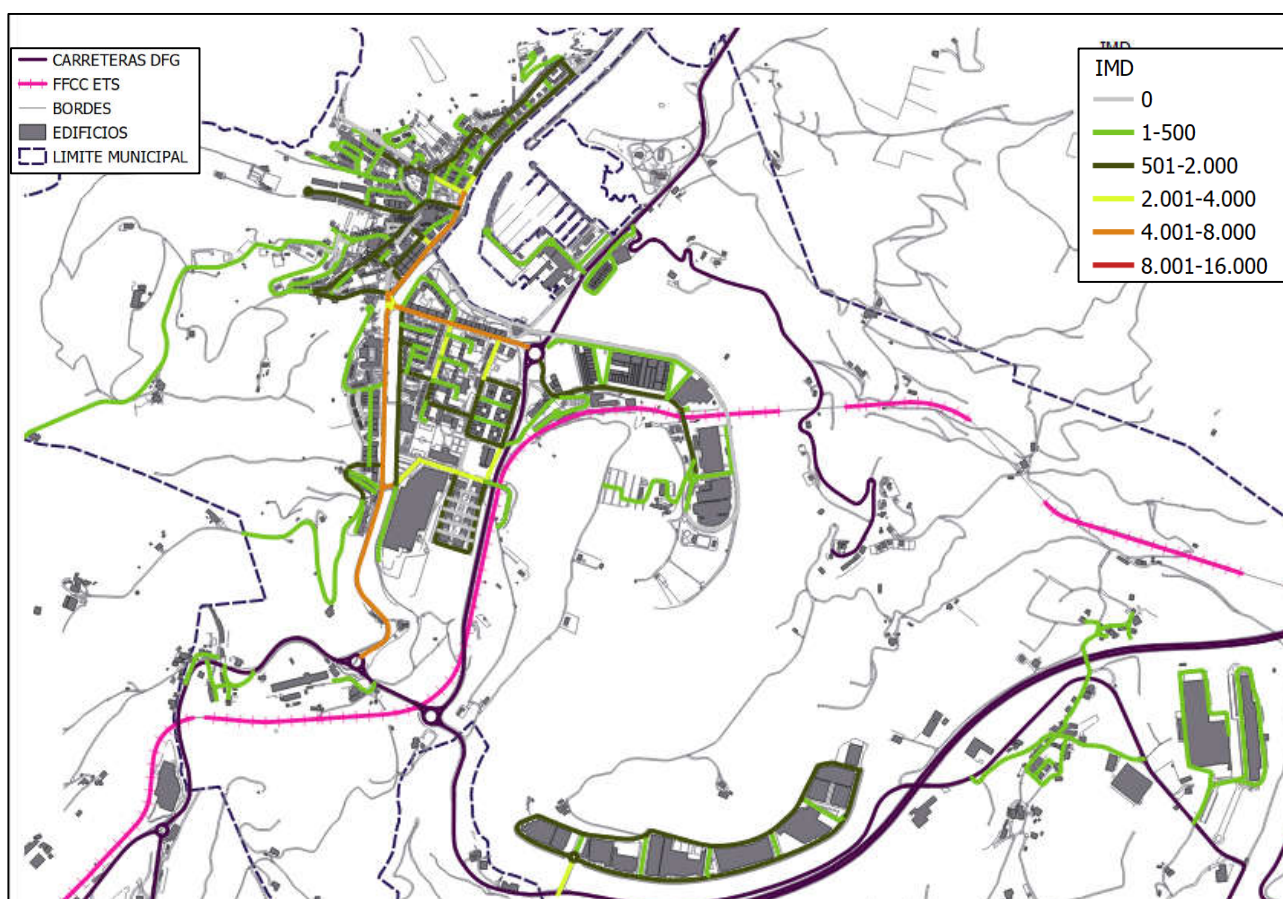 CARRETERAS DFG
FFCC ETS
BORDES
EDIFICIOS
LIMITE MUNICIPAL
IMD
IMD
0
1-500
501-2.000
2.001-4.000
4.001-8.000
8.001-16.000